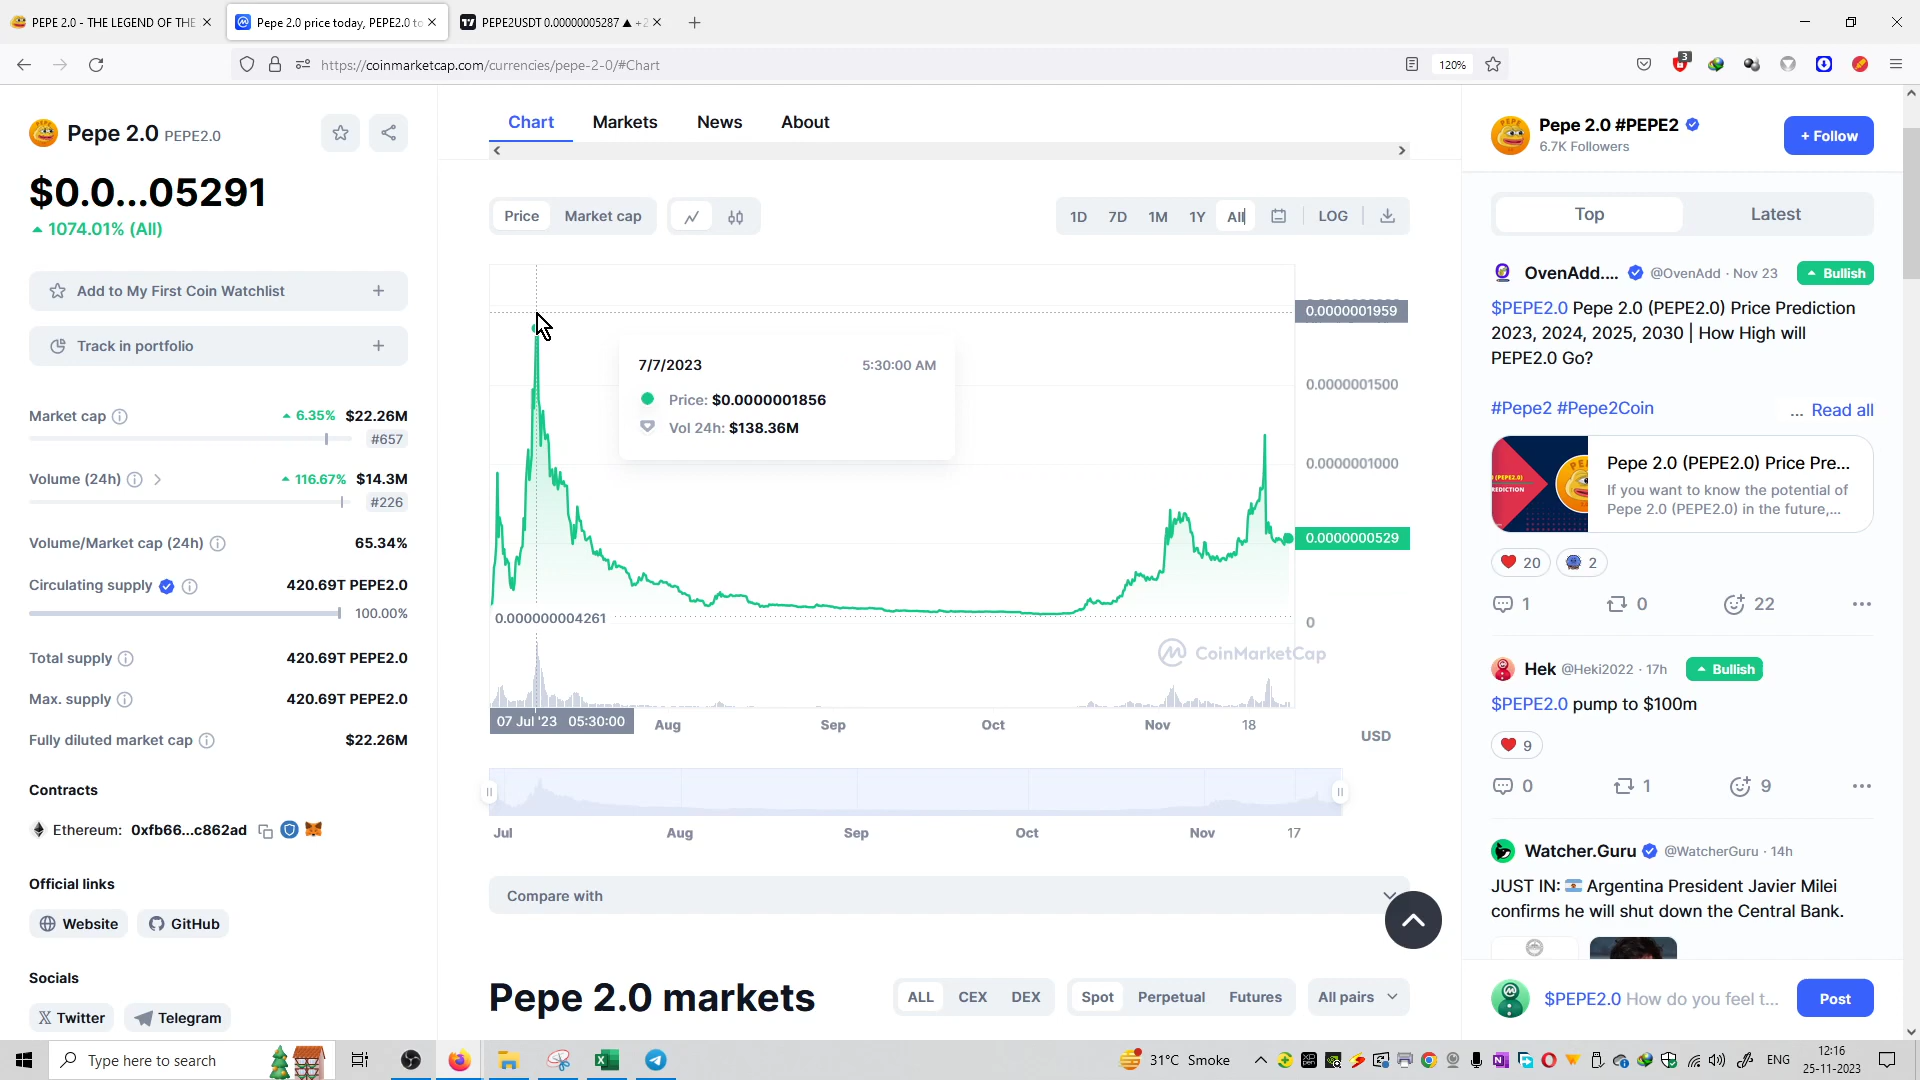 PEPE 2.0 - THE LEGEND OF THE
Pepe 2.0 price today, PEPE2.0 to
PEPE2USDT 0.00000005287 ▲ +2
https://coinmarketcap.com/currencies/pepe-2-0/#Chart
120%
3
Pepe 2.0 PEPE2.0
$0.0...05291
1074.01% (All)
Add to My First Coin Watchlist
Track in portfolio
Market cap
6.35% $22.26M
#657
Volume (24h)
116.67% $14.3M
#226
Volume/Market cap (24h)
65.34%
Circulating supply
420.69T PEPE2.0
100.00%
Total supply
420.69T PEPE2.0
Max. supply
420.69T PEPE2.0
Fully diluted market cap
$22.26M
Contracts
Ethereum: 0xfb66...c862ad
Official links
Website
GitHub
Socials
Twitter
Telegram
Chart
Markets
News
About
Price
Market cap
1D
7D
1M
1Y
All
LOG
0.0000001959
0.0000001500
0.0000001000
0.0000000529
0
7/7/2023
5:30:00 AM
Price: $0.0000001856
Vol 24h: $138.36M
0.000000004261
CoinMarketCap
07 Jul '23 05:30:00
Aug
Sep
Oct
Nov
18
USD
Jul
Aug
Sep
Oct
Nov
17
Compare with
Pepe 2.0 markets
ALL
CEX
DEX
Spot
Perpetual
Futures
All pairs
Pepe 2.0 #PEPE2
6.7K Followers
+ Follow
Top
Latest
OvenAdd.... @OvenAdd · Nov 23
Bullish
$PEPE2.0 Pepe 2.0 (PEPE2.0) Price Prediction
2023, 2024, 2025, 2030 | How High will
PEPE2.0 Go?
#Pepe2 #Pepe2Coin
... Read all
Pepe 2.0 (PEPE2.0) Price Pre...
If you want to know the potential of
Pepe 2.0 (PEPE2.0) in the future,...
20
2
1
0
22
Hek @Heki2022 · 17h
Bullish
$PEPE2.0 pump to $100m
9
0
1
9
Watcher.Guru @WatcherGuru · 14h
JUST IN: 🇦🇷 Argentina President Javier Milei
confirms he will shut down the Central Bank.
$PEPE2.0 How do you feel t...
Post
Type here to search
31°C Smoke
ENG
12:16
25-11-2023